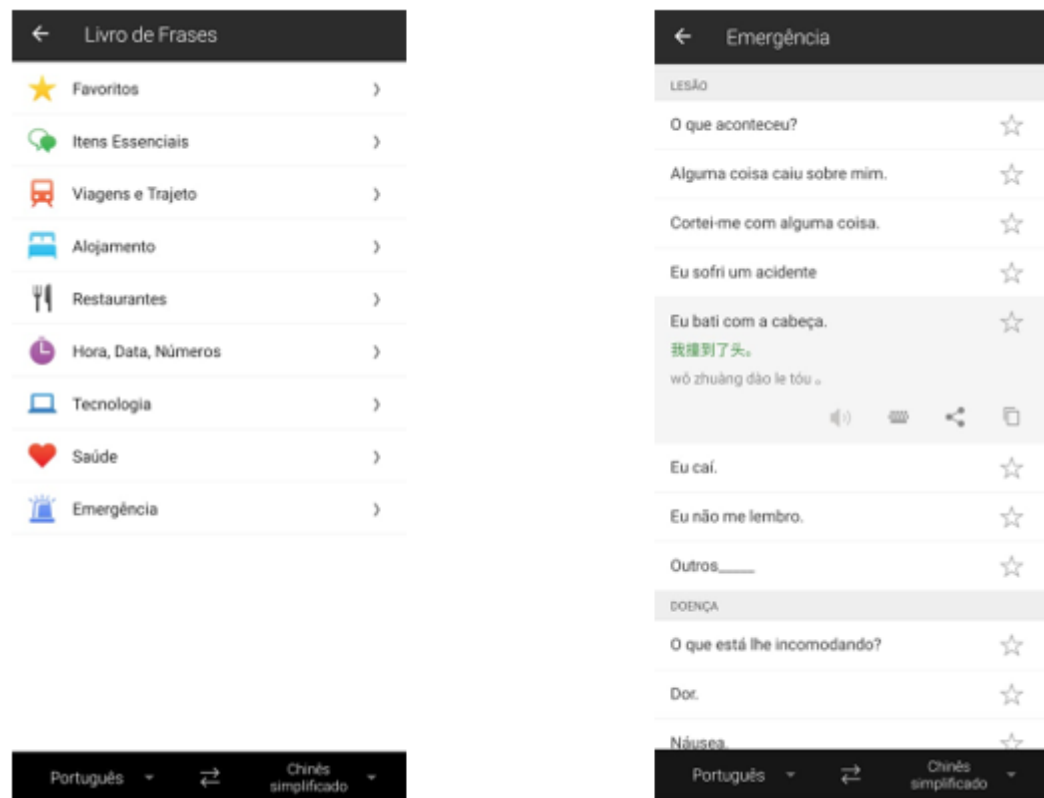 Livro de Frases
Favoritos
Itens Essenciais
Viagens e Trajeto
Alojamento
Restaurantes
Hora, Data, Números
Tecnologia
Saúde
Emergência
Português
Chinês
simplificado
Emergência
LESÃO
O que aconteceu?
Alguma coisa caiu sobre mim.
Cortei-me com alguma coisa.
Eu sofri um acidente
Eu bati com a cabeça.
我撞到了头。
wǒ zhuàng dào le tóu 。
Eu caí.
Eu não me lembro.
Outros_____
DOENÇA
O que está lhe incomodando?
Dor.
Náusea.
Português
Chinês
simplificado